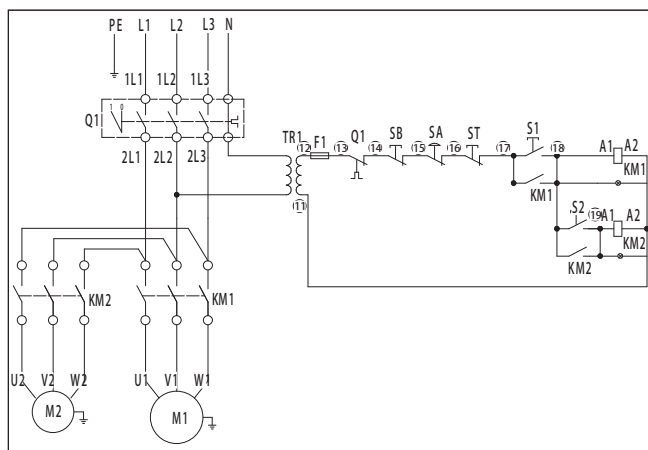 PE L1 L2 L3 N
1L1 1L2 1L3
1 0
Q1
2L1 2L2 2L3
TR1 12 F1 13 Q1 14 SB 15 SA 16 ST 17 S1 18 A1 A2
KM1 KM1
11
S2 19 A1 A2
KM2 KM2
KM2 KM1
U2 V2 W2 U1 V1 W1
M2 M1